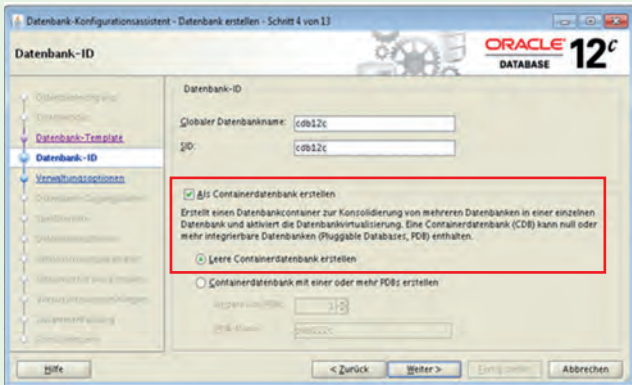 Datenbank-Konfigurationsassistent - Datenbank erstellen - Schritt 4 von 13
Datenbank-ID
ORACLE
DATABASE
12c
Datenbank-Template
Datenbank-ID
Verwaltungsoptionen
Datenbank-ID
Globaler Datenbankname: cdb12c
SID: cdb12c
Als Containerdatenbank erstellen
Erstellt einen Datenbankcontainer zur Konsolidierung von mehreren Datenbanken in einer einzelnen
Datenbank und aktiviert die Datenbankvirtualisierung. Eine Containerdatenbank (CDB) kann null oder
mehr integrierbare Datenbanken (Pluggable Databases, PDB) enthalten.
Leere Containerdatenbank erstellen
Containerdatenbank mit einer oder mehr PDBs erstellen
Hilfe
< Zurück
Weiter >
Abbrechen